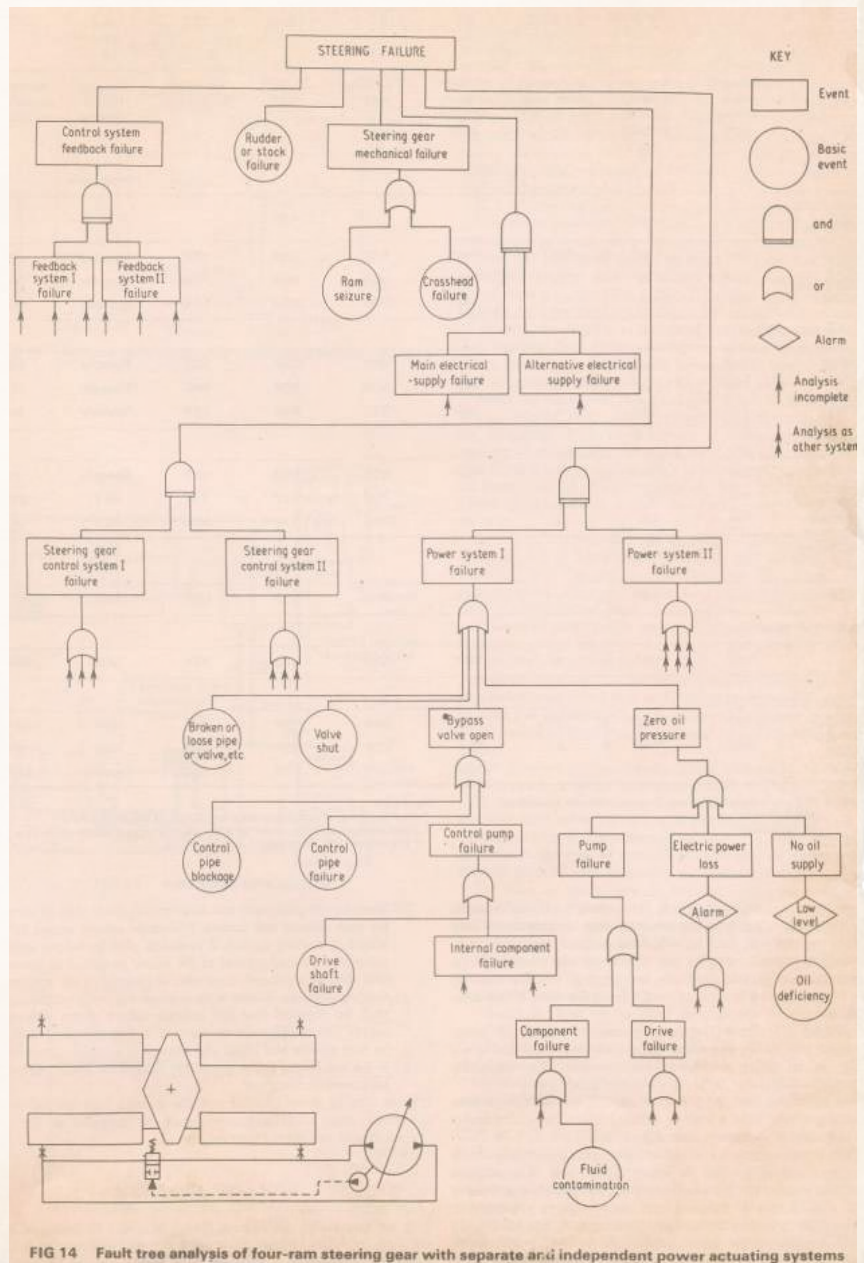 STEERING FAILURE
KEY
Event
Basic
event
and
or
Alarm
Analysis
incomplete
Analysis as
other system
Control system
feedback failure
Rudder
or stock
failure
Steering gear
mechanical failure
Feedback
system I
failure
Feedback
system II
failure
Ram
seizure
Crosshead
failure
Main electrical
-supply failure
Alternative electrical
supply failure
Steering gear
control system I
failure
Steering gear
control system II
failure
Power system I
failure
Power system II
failure
Broken or
loose pipe
or valve, etc
Valve
shut
Bypass
valve open
Zero oil
pressure
Control
pipe
blockage
Control
pipe
failure
Control pump
failure
Pump
failure
Electric power
loss
No oil
supply
Alarm
Low
level
Drive
shaft
failure
Internal component
failure
Oil
deficiency
Component
failure
Drive
failure
Fluid
contamination
FIG 14 Fault tree analysis of four-ram steering gear with separate and independent power actuating systems